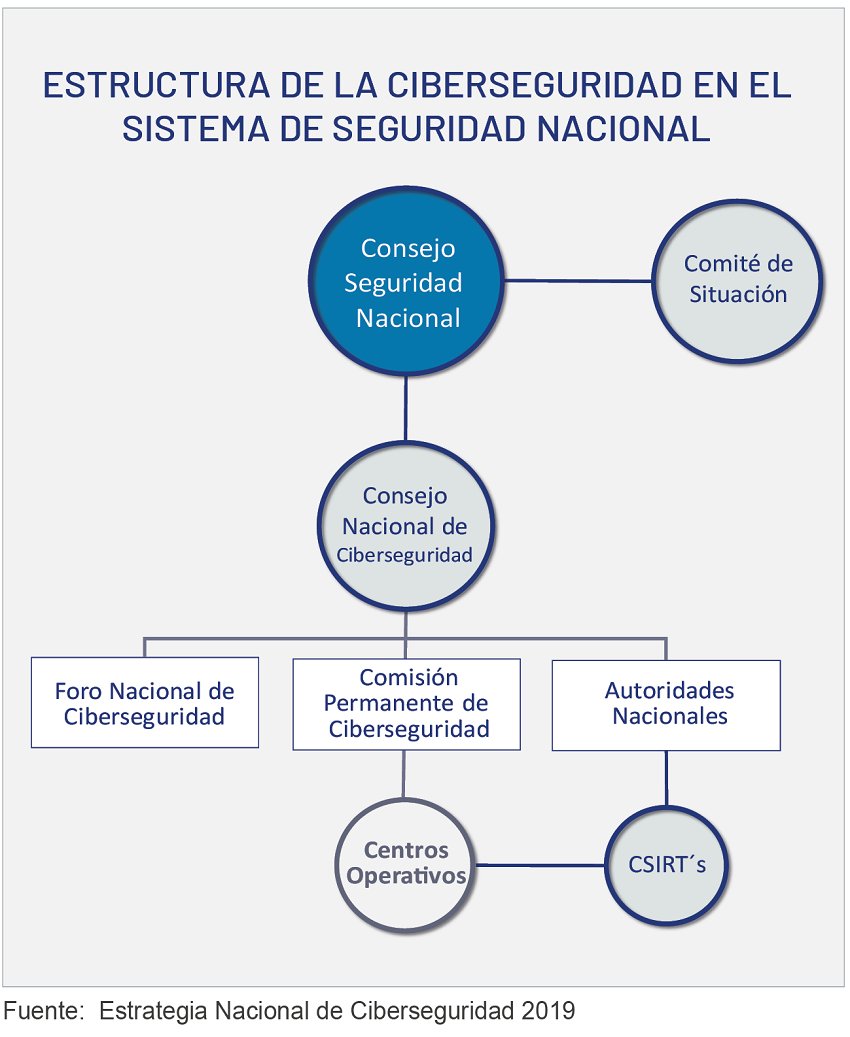 ESTRUCTURA DE LA CIBERSEGURIDAD EN EL
SISTEMA DE SEGURIDAD NACIONAL
Consejo
Seguridad
Nacional
Comité de
Situación
Consejo
Nacional de
Ciberseguridad
Foro Nacional de
Ciberseguridad
Comisión
Permanente de
Ciberseguridad
Autoridades
Nacionales
Centros
Operativos
CSIRT´s
Fuente:  Estrategia Nacional de Ciberseguridad 2019